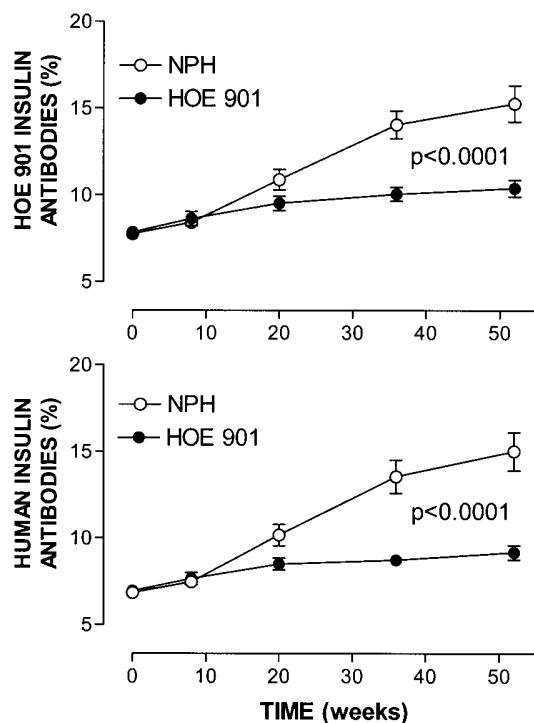 HOE 901 INSULIN
ANTIBODIES (%)
20
15
10
5
NPH
HOE 901
p<0.0001
0 10 20 30 40 50
HUMAN INSULIN
ANTIBODIES (%)
20
15
10
5
NPH
HOE 901
p<0.0001
0 10 20 30 40 50
TIME (weeks)